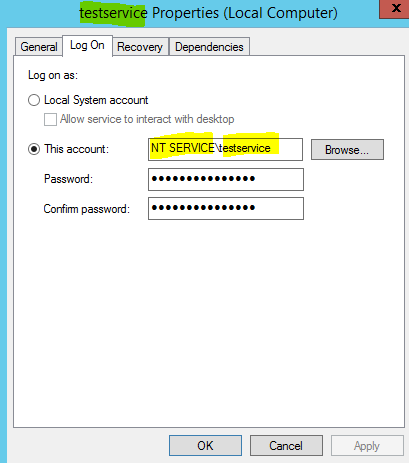 testservice Properties (Local Computer)
x
General Log On Recovery Dependencies
Log on as:
Local System account
Allow service to interact with desktop
This account: NT SERVICE\testservice Browse...
Password: •••••••••••••••
Confirm password: •••••••••••••••
OK Cancel Apply